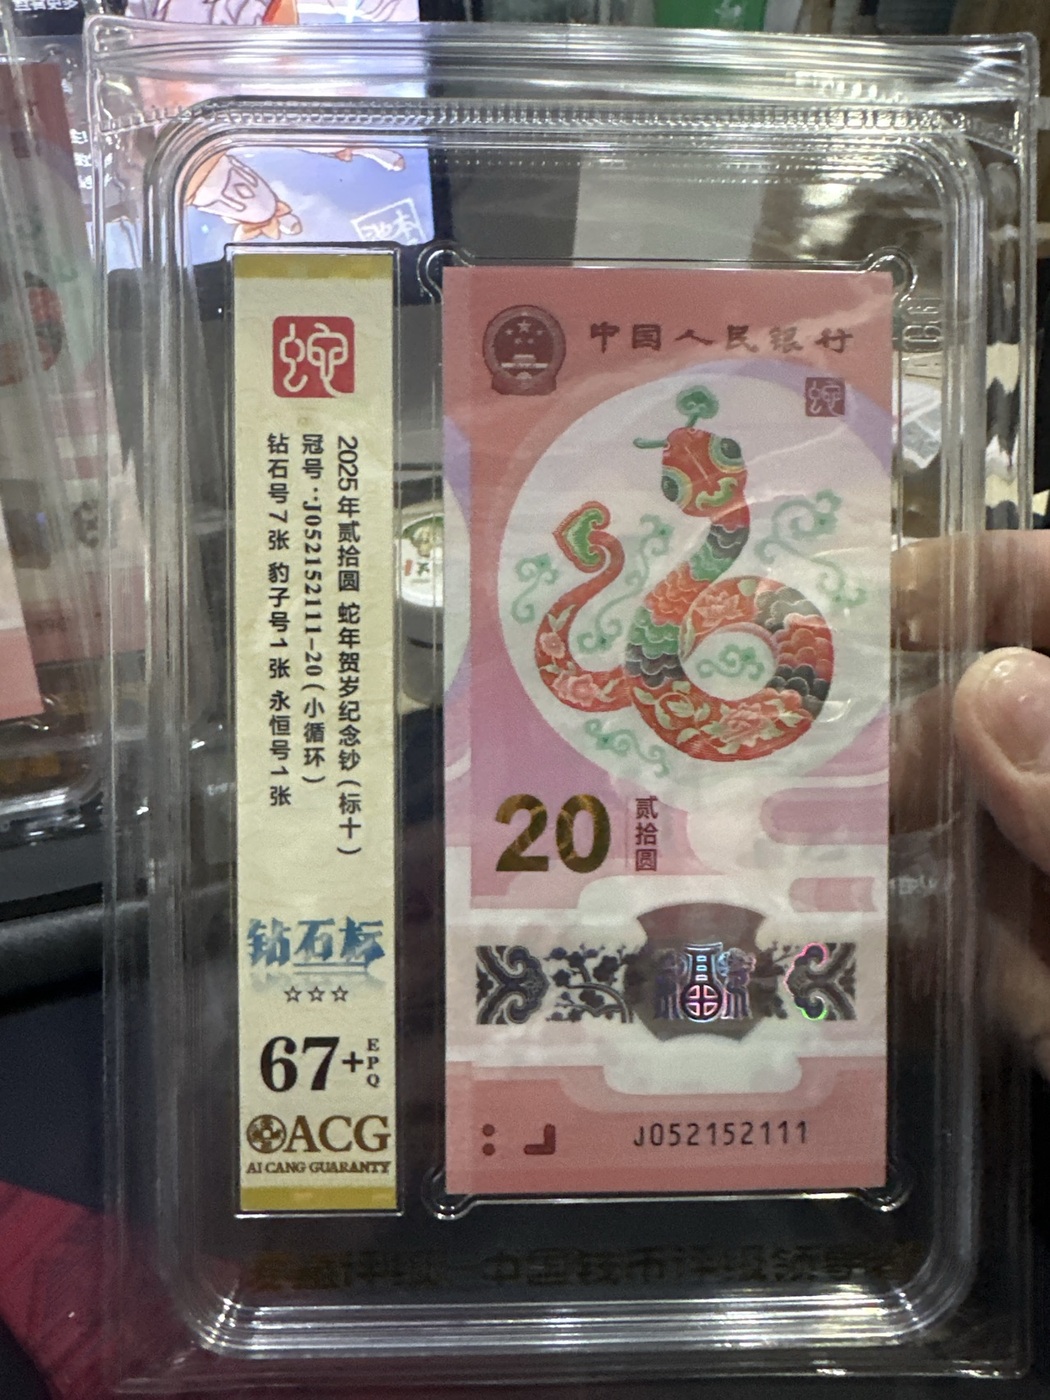 蛇
2025年贰拾圆 蛇年贺岁纪念钞(标十)
冠号:J052152111-20(小循环)
钻石号7张 豹子号1张 永恒号1张
钻石标
☆☆☆
67+
EPQ
ACG
AI CANG GUARANTY
中国人民银行
蛇
20
贰拾圆
J052152111